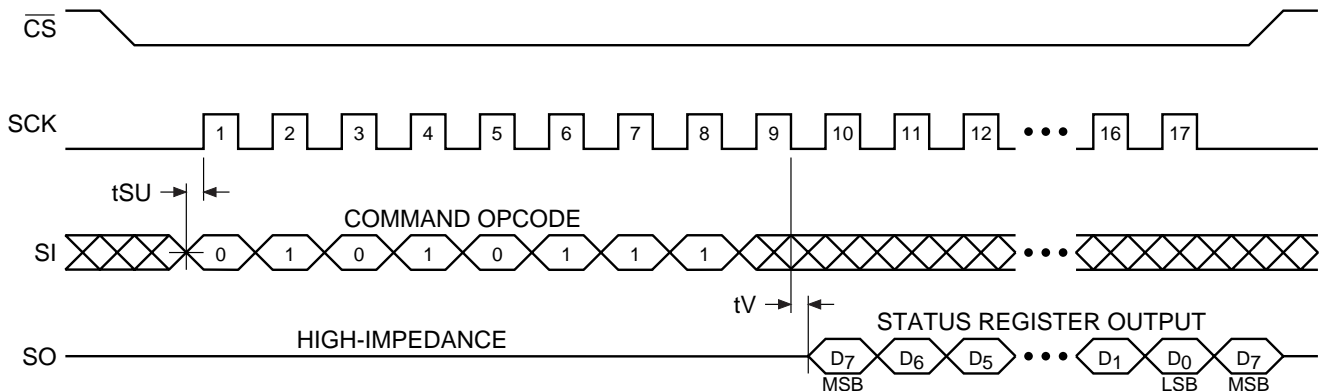 CS
SCK
1 2 3 4 5 6 7 8 9 10 11 12 ••• 16 17
tSU
COMMAND OPCODE
SI
0 1 0 1 0 1 1 1 •••
tV
HIGH-IMPEDANCE
STATUS REGISTER OUTPUT
SO
D7 D6 D5 ••• D1 D0 D7
MSB LSB MSB